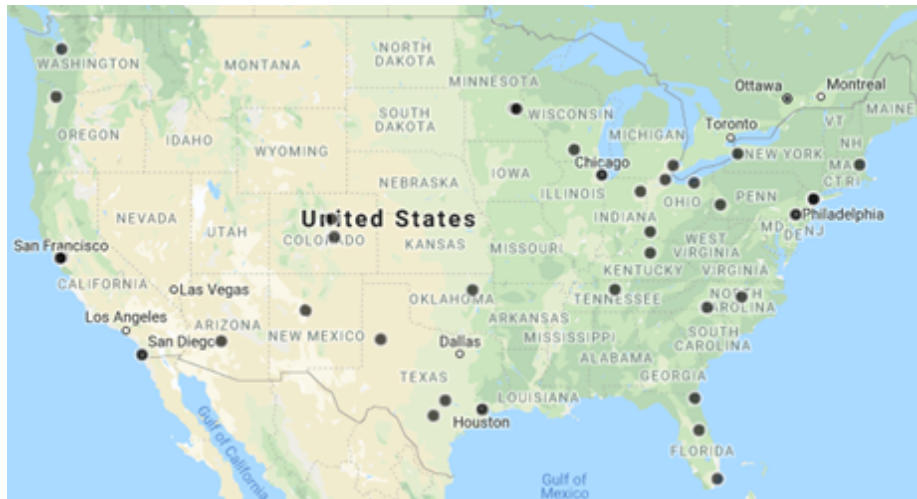 WASHINGTON
MONTANA
NORTH
DAKOTA
MINNESOTA
Ottawa
Montreal
MAINE
OREGON
IDAHO
SOUTH
DAKOTA
WISCONSIN
MICHIGAN
Toronto
VT
NH
WYOMING
NEW YORK
MA
CT RI
NEBRASKA
IOWA
Chicago
ILLINOIS
INDIANA
OHIO
PENN
NEVADA
UTAH
COLORADO
United States
KANSAS
MISSOURI
WEST
VIRGINIA
MD
DE
NJ
Philadelphia
San Francisco
CALIFORNIA
Las Vegas
KENTUCKY
VIRGINIA
Los Angeles
ARIZONA
NEW MEXICO
OKLAHOMA
ARKANSAS
TENNESSEE
NORTH
CAROLINA
San Diego
Dallas
MISSISSIPPI
SOUTH
CAROLINA
TEXAS
ALABAMA
GEORGIA
LOUISIANA
Houston
Gulf of California
FLORIDA
Gulf of
Mexico